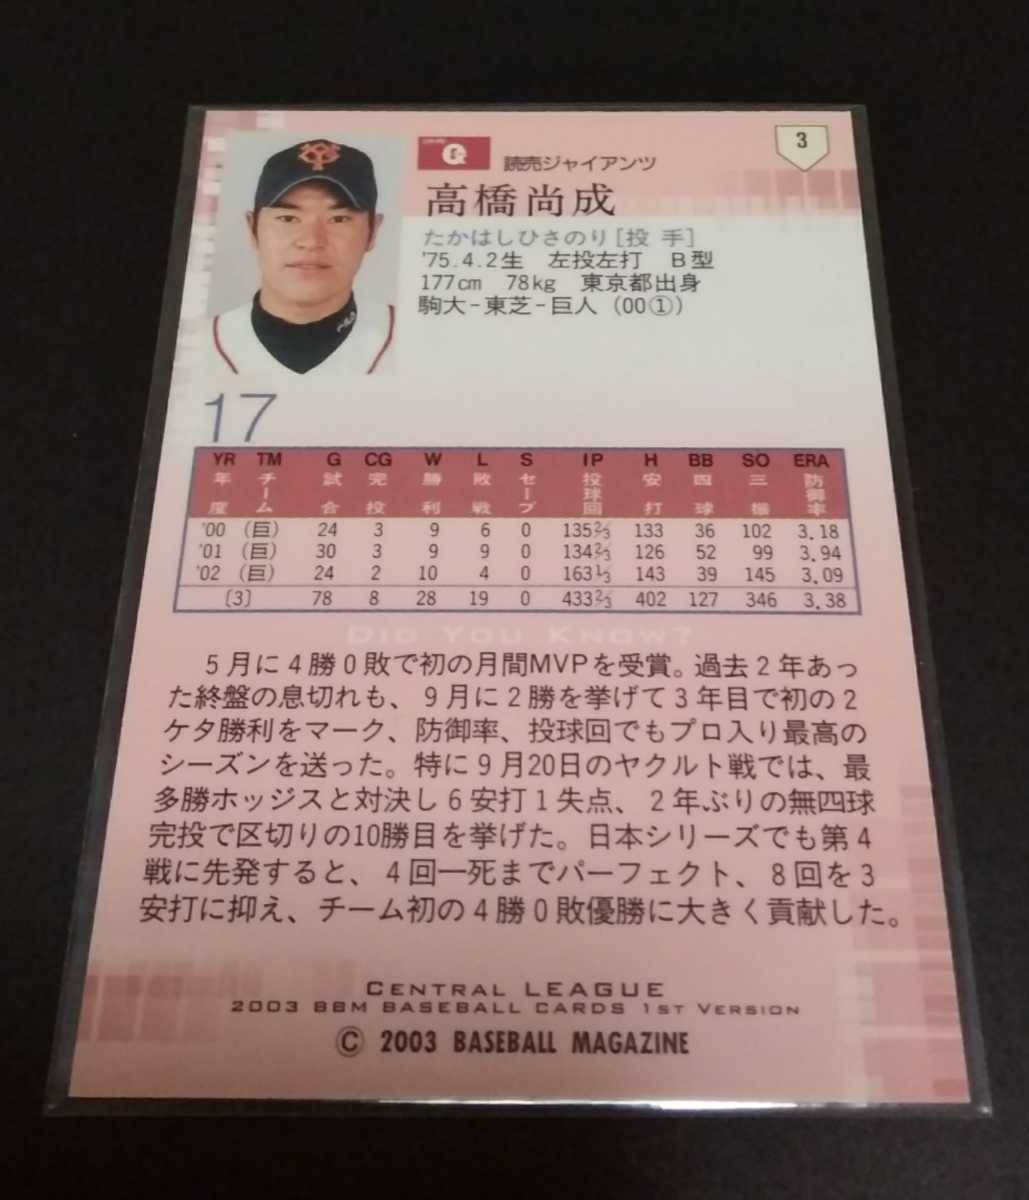 3
読売ジャイアンツ
高橋尚成
たかはしひさのり[投 手]
'75.4.2生 左投左打 B型
177cm 78kg 東京都出身
駒大-東芝-巨人 (00①)
17
YR TM G CG W L S IP H BB SO ERA
年度 チーム 試合 完投 勝利 敗戦 セーブ 投球回 安打 四球 三振 防御率
'00 (巨) 24 3 9 6 0 135 2/3 133 36 102 3.18
'01 (巨) 30 3 9 9 0 134 2/3 126 52 99 3.94
'02 (巨) 24 2 10 4 0 163 1/3 143 39 145 3.09
[3] 78 8 28 19 0 433 2/3 402 127 346 3.38
DID YOU KNOW?
5月に4勝0敗で初の月間MVPを受賞。過去2年あっ
た終盤の息切れも、9月に2勝を挙げて3年目で初の2
ケタ勝利をマーク、防御率、投球回でもプロ入り最高の
シーズンを送った。特に9月20日のヤクルト戦では、最
多勝ホッジスと対決し6安打1失点、2年ぶりの無四球
完投で区切りの10勝目を挙げた。日本シリーズでも第4
戦に先発すると、4回一死までパーフェクト、8回を3
安打に抑え、チーム初の4勝0敗優勝に大きく貢献した。
CENTRAL LEAGUE
2003 BBM BASEBALL CARDS 1ST VERSION
© 2003 BASEBALL MAGAZINE